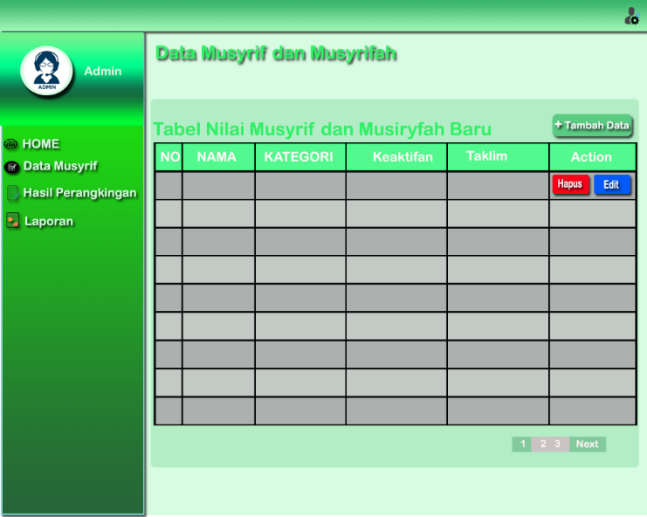 ADMIN
Admin
HOME
Data Musyrif
Hasil Perangkingan
Laporan
Data Musyrif dan Musyrifah
Tabel Nilai Musyrif dan Musiryfah Baru
+ Tambah Data
NO NAMA KATEGORI Keaktifan Taklim Action
Hapus Edit
1 2 3 Next